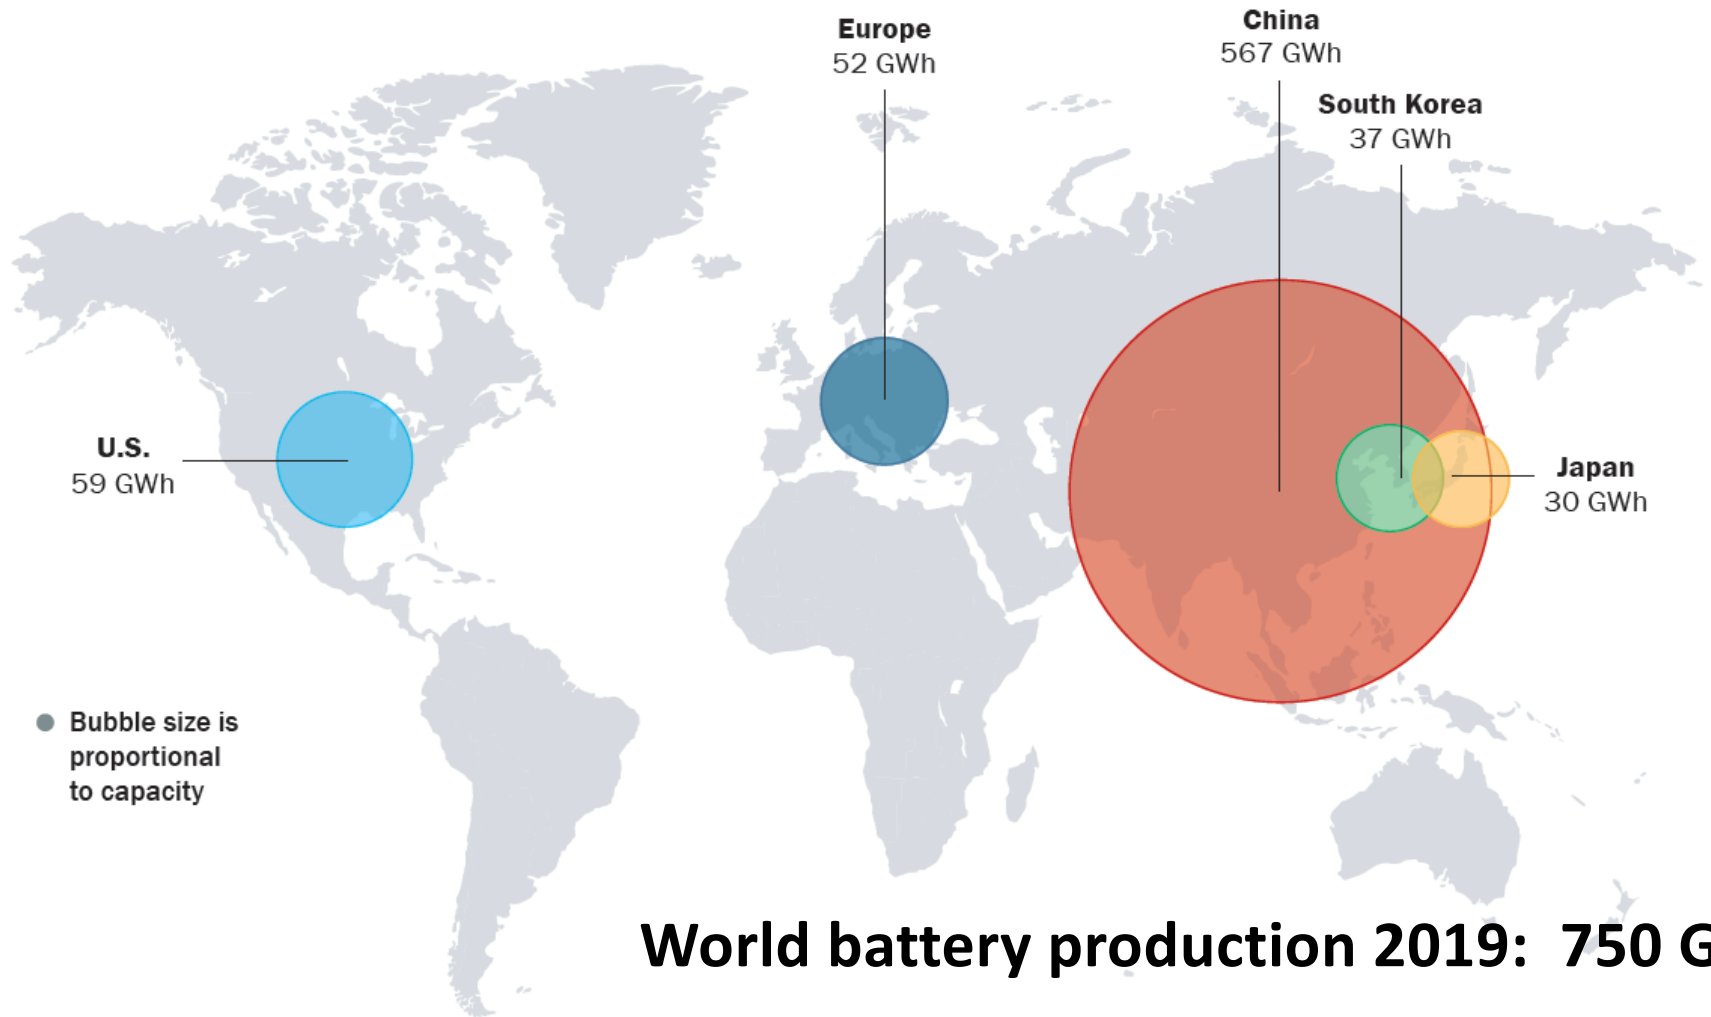 Europe
52 GWh
China
567 GWh
South Korea
37 GWh
U.S.
59 GWh
Japan
30 GWh
Bubble size is
proportional
to capacity
World battery production 2019:  750 G